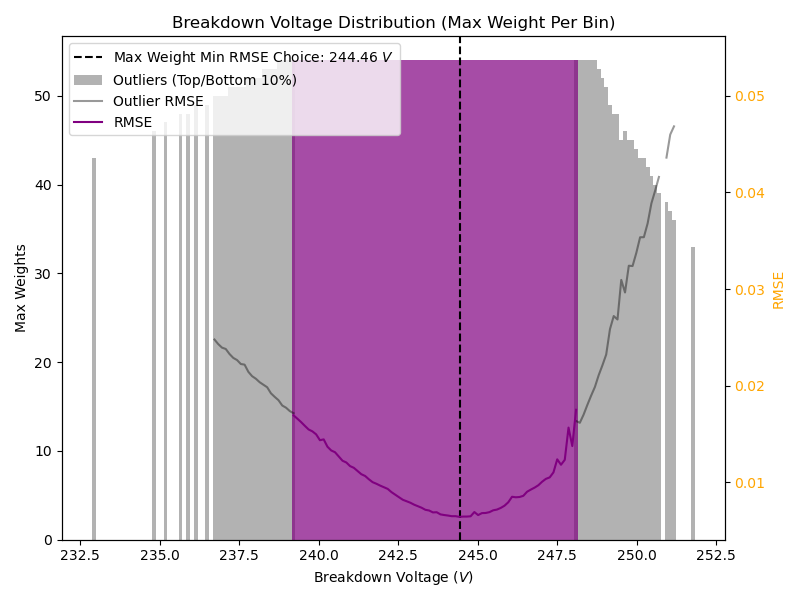 Breakdown Voltage Distribution (Max Weight Per Bin)
Max Weight Min RMSE Choice: 244.46 V
Outliers (Top/Bottom 10%)
Outlier RMSE
RMSE
Max Weights
50
40
30
20
10
0
0.05
0.04
0.03
0.02
0.01
RMSE
232.5 235.0 237.5 240.0 242.5 245.0 247.5 250.0 252.5
Breakdown Voltage (V)